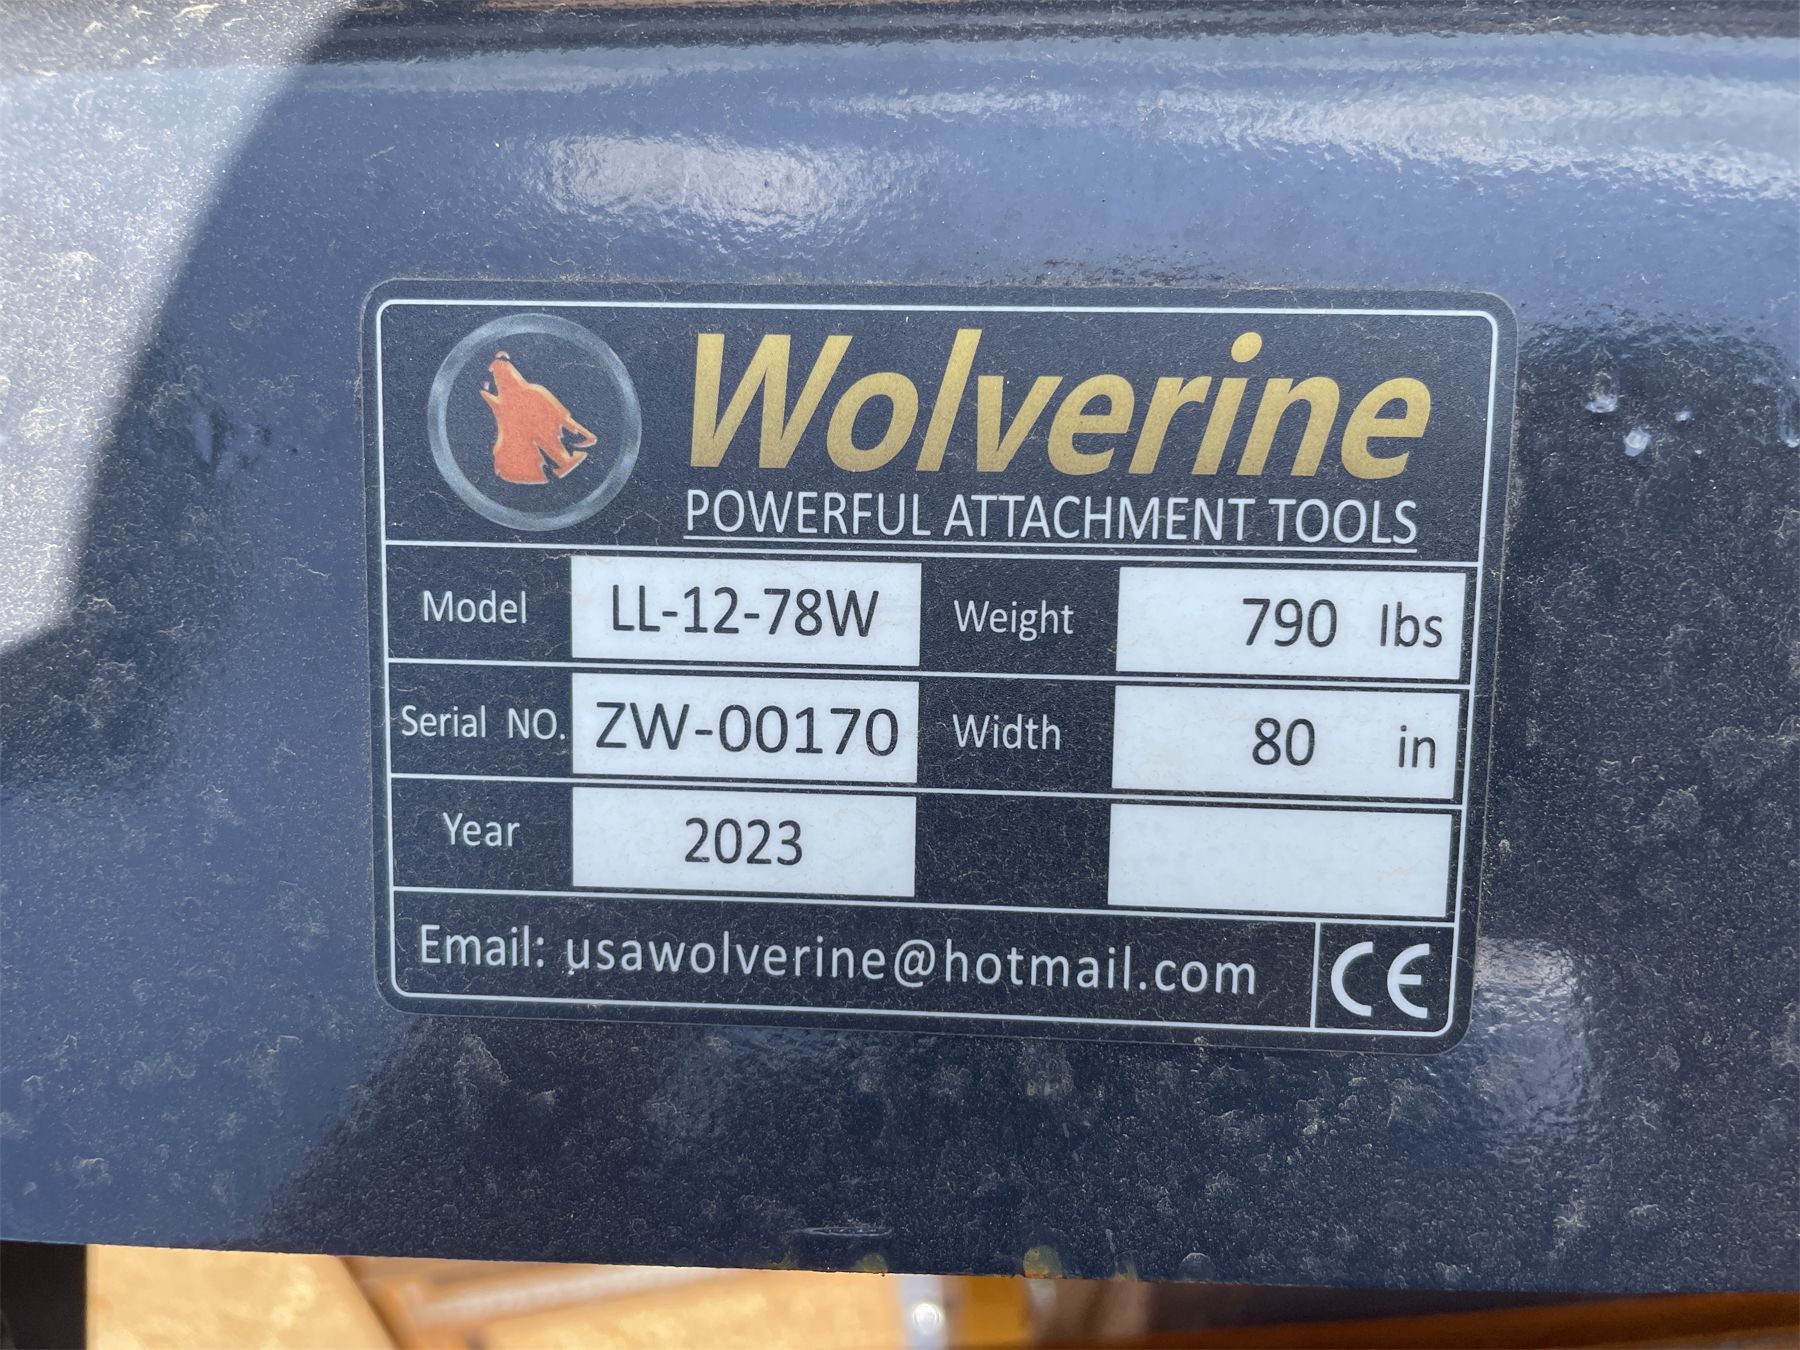 Wolverine
POWERFUL ATTACHMENT TOOLS
Model LL-12-78W Weight 790 lbs
Serial NO. ZW-00170 Width 80 in
Year 2023
Email: usawolverine@hotmail.com CE